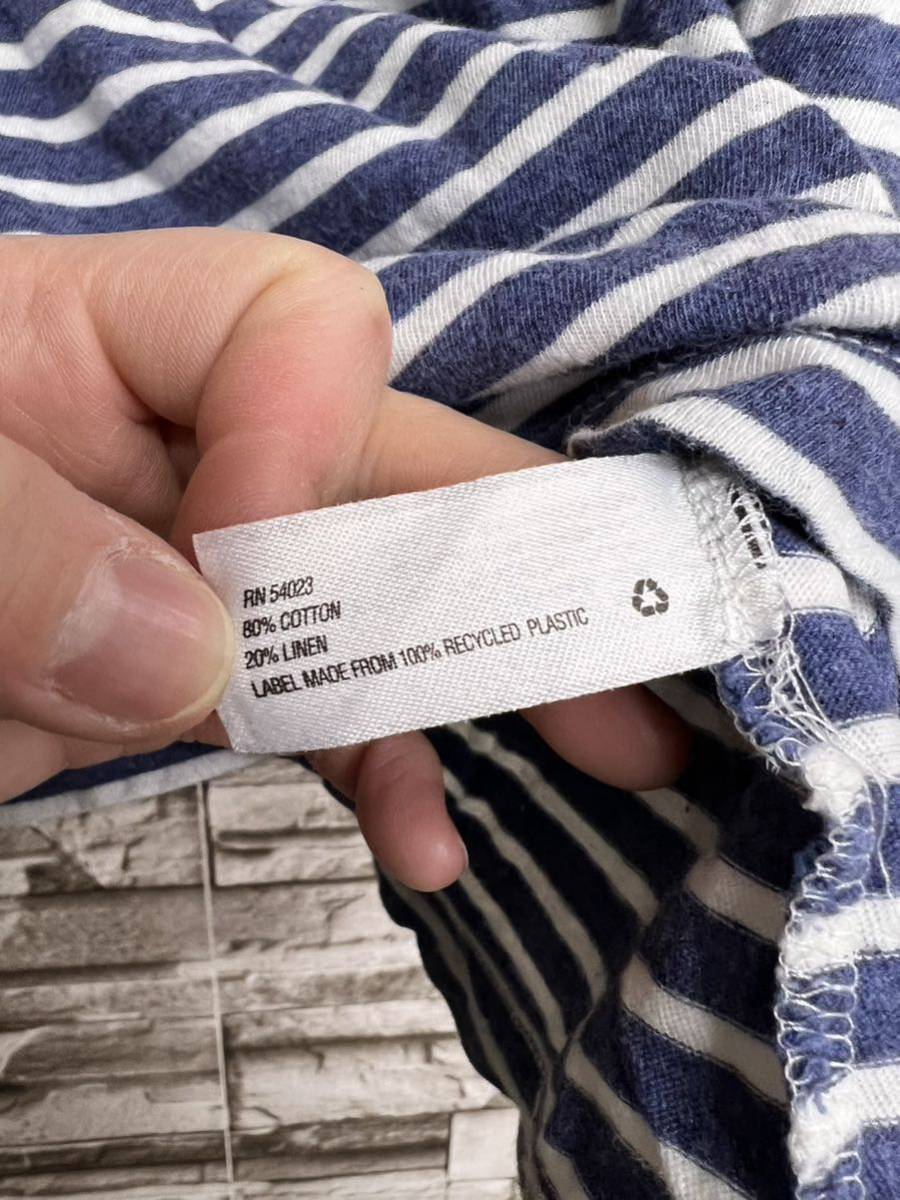 RN 54023
80% COTTON
20% LINEN
LABEL MADE FROM 100% RECYCLED PLASTIC